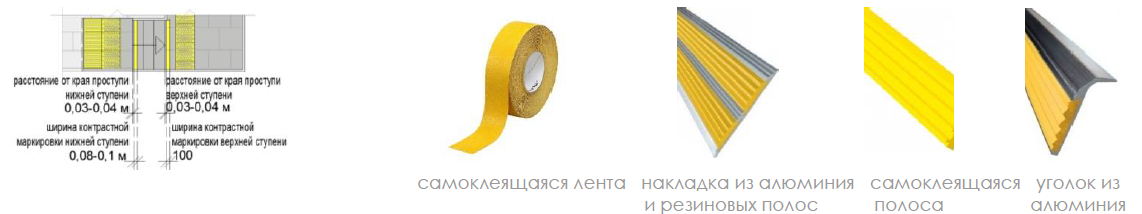 расстояние от края проступи
нижней ступени
0,03-0,04 м
расстояние от края проступи
верхней ступени
0,03-0,04 м
ширина контрастной
маркировки нижней ступени
0,08-0,1 м
ширина контрастной
маркировки верхней ступени
100
самоклеящаяся лента
накладка из алюминия
и резиновых полос
самоклеящаяся
полоса
уголок из
алюминия